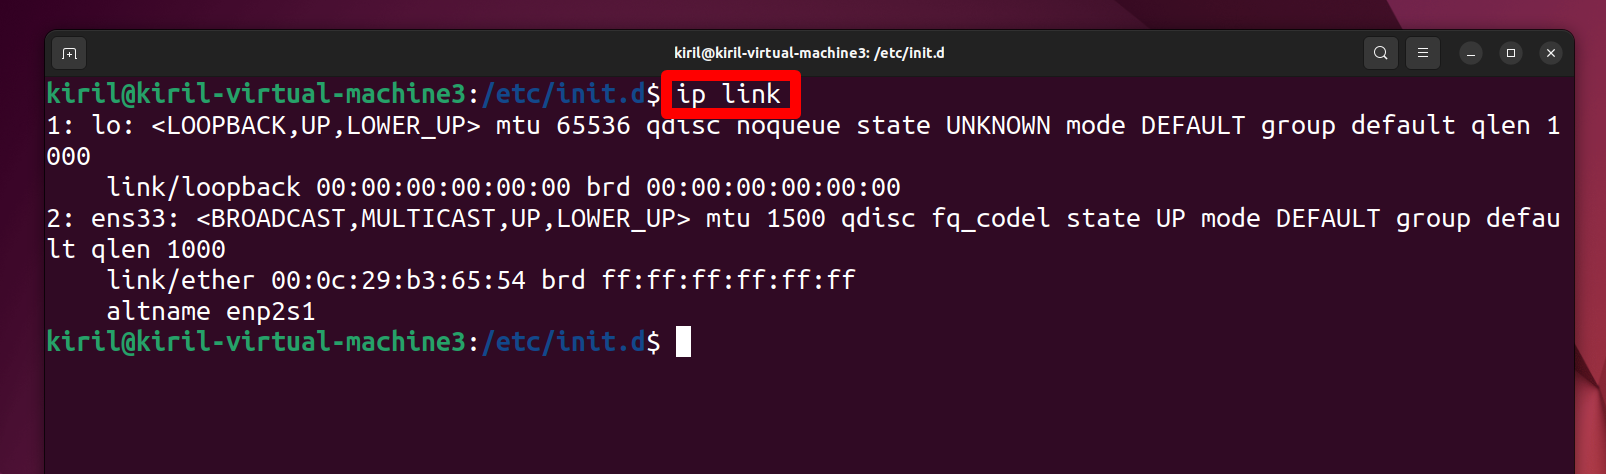 kiril@kiril-virtual-machine3: /etc/init.d
kiril@kiril-virtual-machine3:/etc/init.d$ ip link
1: lo: <LOOPBACK,UP,LOWER_UP> mtu 65536 qdisc noqueue state UNKNOWN mode DEFAULT group default qlen 1
000
    link/loopback 00:00:00:00:00:00 brd 00:00:00:00:00:00
2: ens33: <BROADCAST,MULTICAST,UP,LOWER_UP> mtu 1500 qdisc fq_codel state UP mode DEFAULT group defau
lt qlen 1000
    link/ether 00:0c:29:b3:65:54 brd ff:ff:ff:ff:ff:ff
    altname enp2s1
kiril@kiril-virtual-machine3:/etc/init.d$